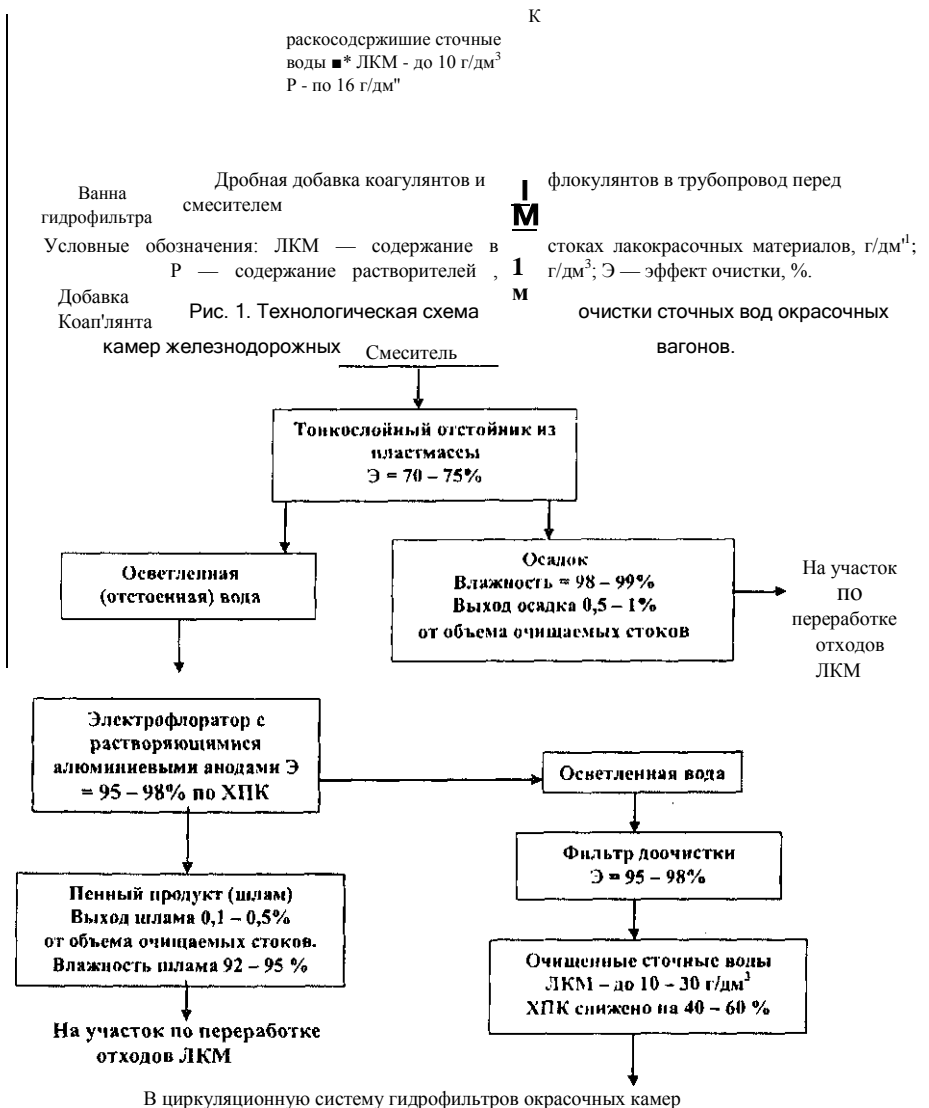 К
раскосодсржишие сточные
воды ■* ЛКМ - до 10 г/дм³
Р - по 16 г/дм"
Ванна
гидрофильтра
Дробная добавка коагулянтов и
смесителем
I
М
флокулянтов в трубопровод перед
Условные обозначения: ЛКМ — содержание в
Р — содержание растворителей ,
1
м
стоках лакокрасочных материалов, г/дм'¹;
г/дм³; Э — эффект очистки, %.
Добавка
Коап'лянта
Рис. 1. Технологическая схема
очистки сточных вод окрасочных
камер железнодорожных
вагонов.
Смеситель
Тонкослойный отстойник из
пластмассы
Э = 70 – 75%
Осветленная
(отстоенная) вода
Осадок
Влажность = 98 – 99%
Выход осадка 0,5 – 1%
от объема очищаемых стоков
На участок
по
переработке
отходов
ЛКМ
Электрофлоратор с
растворяющимися
алюминиевыми анодами Э
= 95 – 98% по ХПК
Осветленная вода
Фильтр доочистки
Э = 95 – 98%
Пенный продукт (шлам)
Выход шлама 0,1 – 0,5%
от объема очищаемых стоков.
Влажность шлама 92 – 95 %
Очищенные сточные воды
ЛКМ – до 10 – 30 г/дм³
ХПК снижено на 40 – 60 %
На участок по переработке
отходов ЛКМ
В циркуляционную систему гидрофильтров окрасочных камер